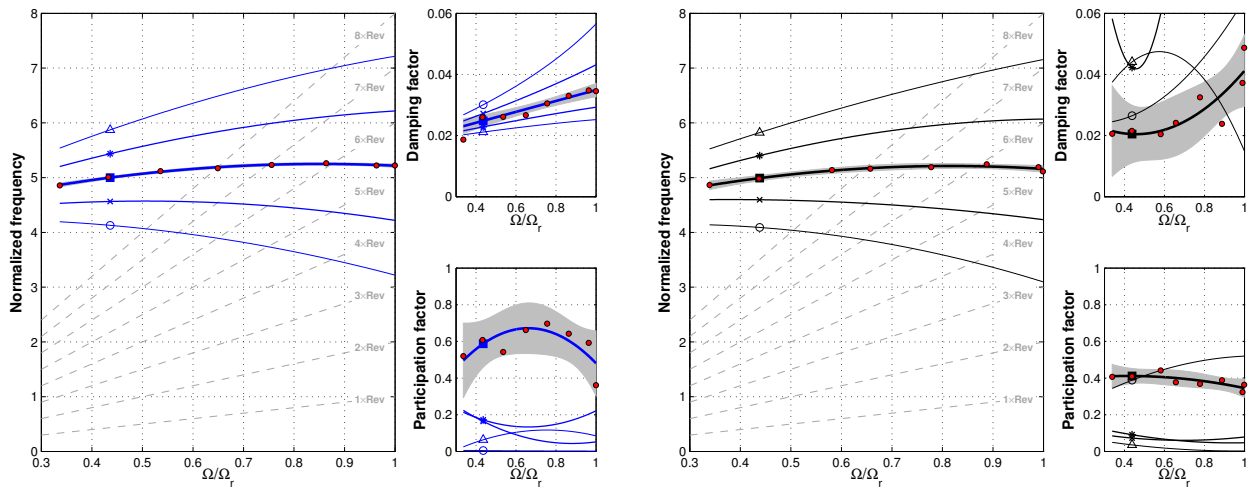 Normalized frequency
8
7
6
5
4
3
2
1
0
0.3
0.4
0.5
0.6
0.7
0.8
0.9
1
Ω/Ωr
8×Rev
7×Rev
6×Rev
5×Rev
4×Rev
3×Rev
2×Rev
1×Rev
Damping factor
0.06
0.04
0.02
0
0.4
0.6
0.8
1
Ω/Ωr
Participation factor
1
0.8
0.6
0.4
0.2
0
0.4
0.6
0.8
1
Ω/Ωr
Normalized frequency
8
7
6
5
4
3
2
1
0
0.3
0.4
0.5
0.6
0.7
0.8
0.9
1
Ω/Ωr
8×Rev
7×Rev
6×Rev
5×Rev
4×Rev
3×Rev
2×Rev
1×Rev
Damping factor
0.06
0.04
0.02
0
0.4
0.6
0.8
1
Ω/Ωr
Participation factor
1
0.8
0.6
0.4
0.2
0
0.4
0.6
0.8
1
Ω/Ωr